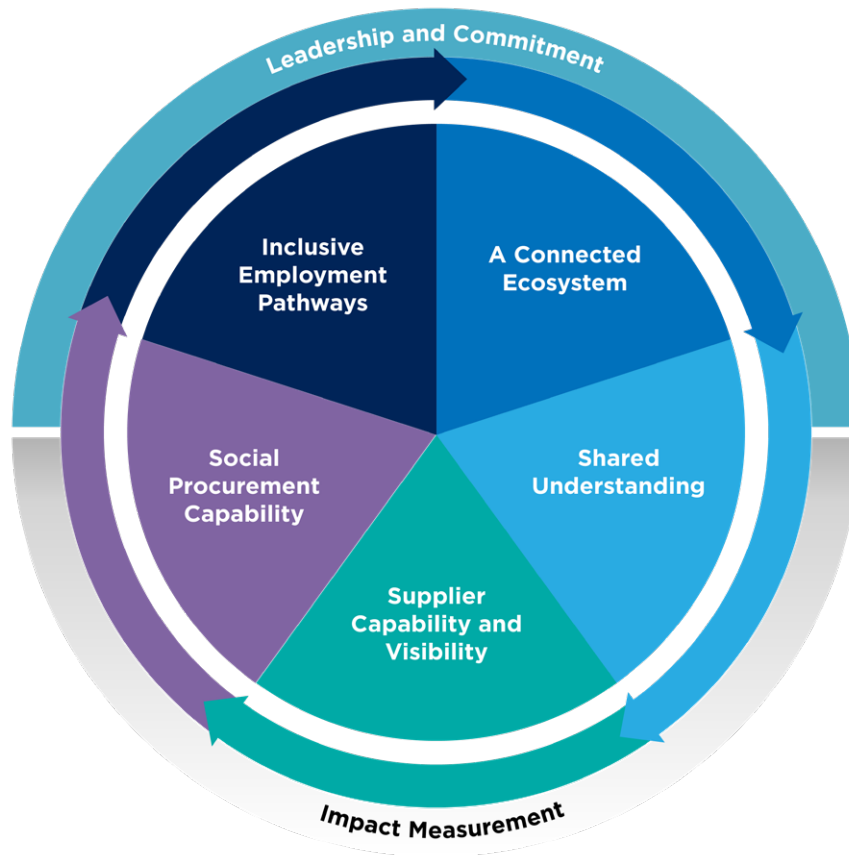 Leadership and Commitment
Inclusive
Employment
Pathways
A Connected
Ecosystem
Social
Procurement
Capability
Shared
Understanding
Supplier
Capability and
Visibility
Impact Measurement